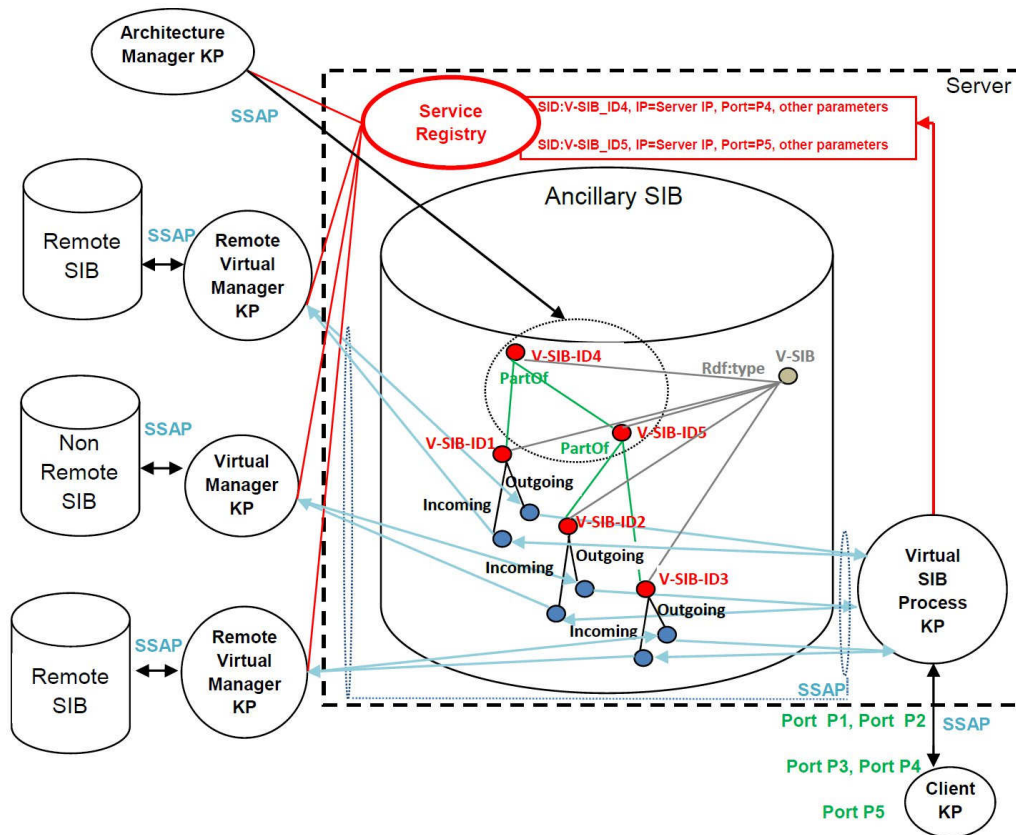 Architecture
Manager KP
Server
SSAP
Service
Registry
SID:V-SIB_ID4, IP=Server IP, Port=P4, other parameters
SID:V-SIB_ID5, IP=Server IP, Port=P5, other parameters
Ancillary SIB
Remote
SIB
SSAP
Remote
Virtual
Manager
KP
V-SIB-ID4
PartOf
Rdf:type
V-SIB
Non
Remote
SIB
SSAP
Virtual
Manager
KP
V-SIB-ID1
V-SIB-ID5
PartOf
Incoming
Outgoing
V-SIB-ID2
Incoming
Outgoing
V-SIB-ID3
Incoming
Outgoing
Virtual
SIB
Process
KP
Remote
SIB
SSAP
Remote
Virtual
Manager
KP
SSAP
Port P1, Port P2
SSAP
Port P3, Port P4
Port P5
Client
KP